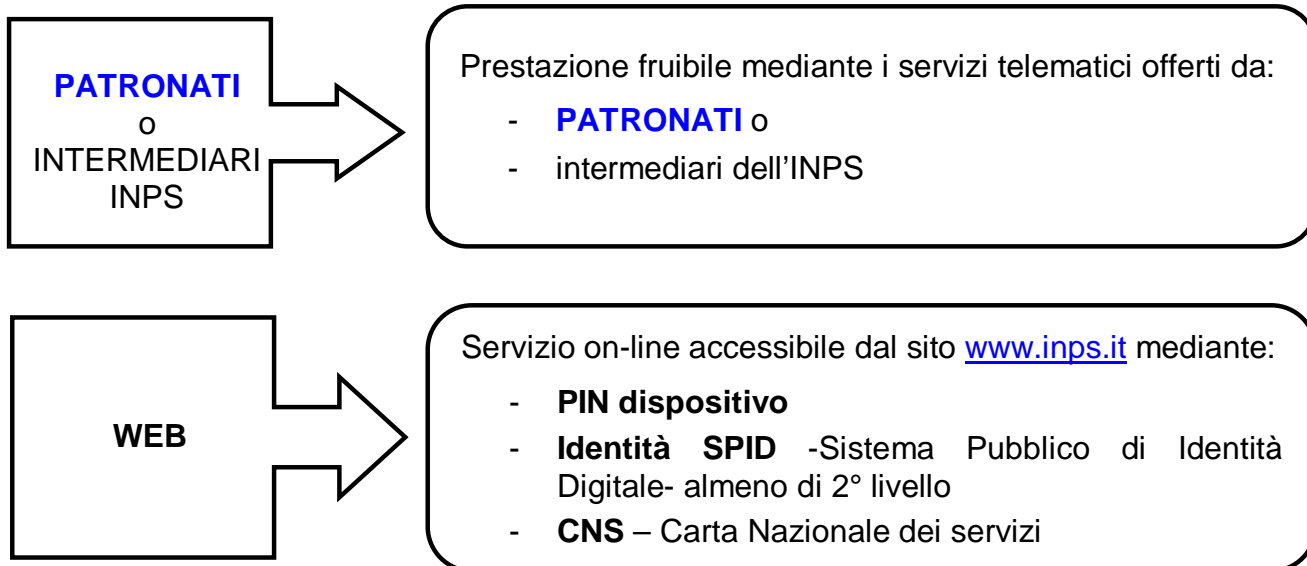 PATRONATI
o
INTERMEDIARI
INPS
Prestazione fruibile mediante i servizi telematici offerti da:
- PATRONATI o
- intermediari dell’INPS
WEB
Servizio on-line accessibile dal sito www.inps.it mediante:
- PIN dispositivo
- Identità SPID -Sistema Pubblico di Identità
Digitale- almeno di 2° livello
- CNS – Carta Nazionale dei servizi